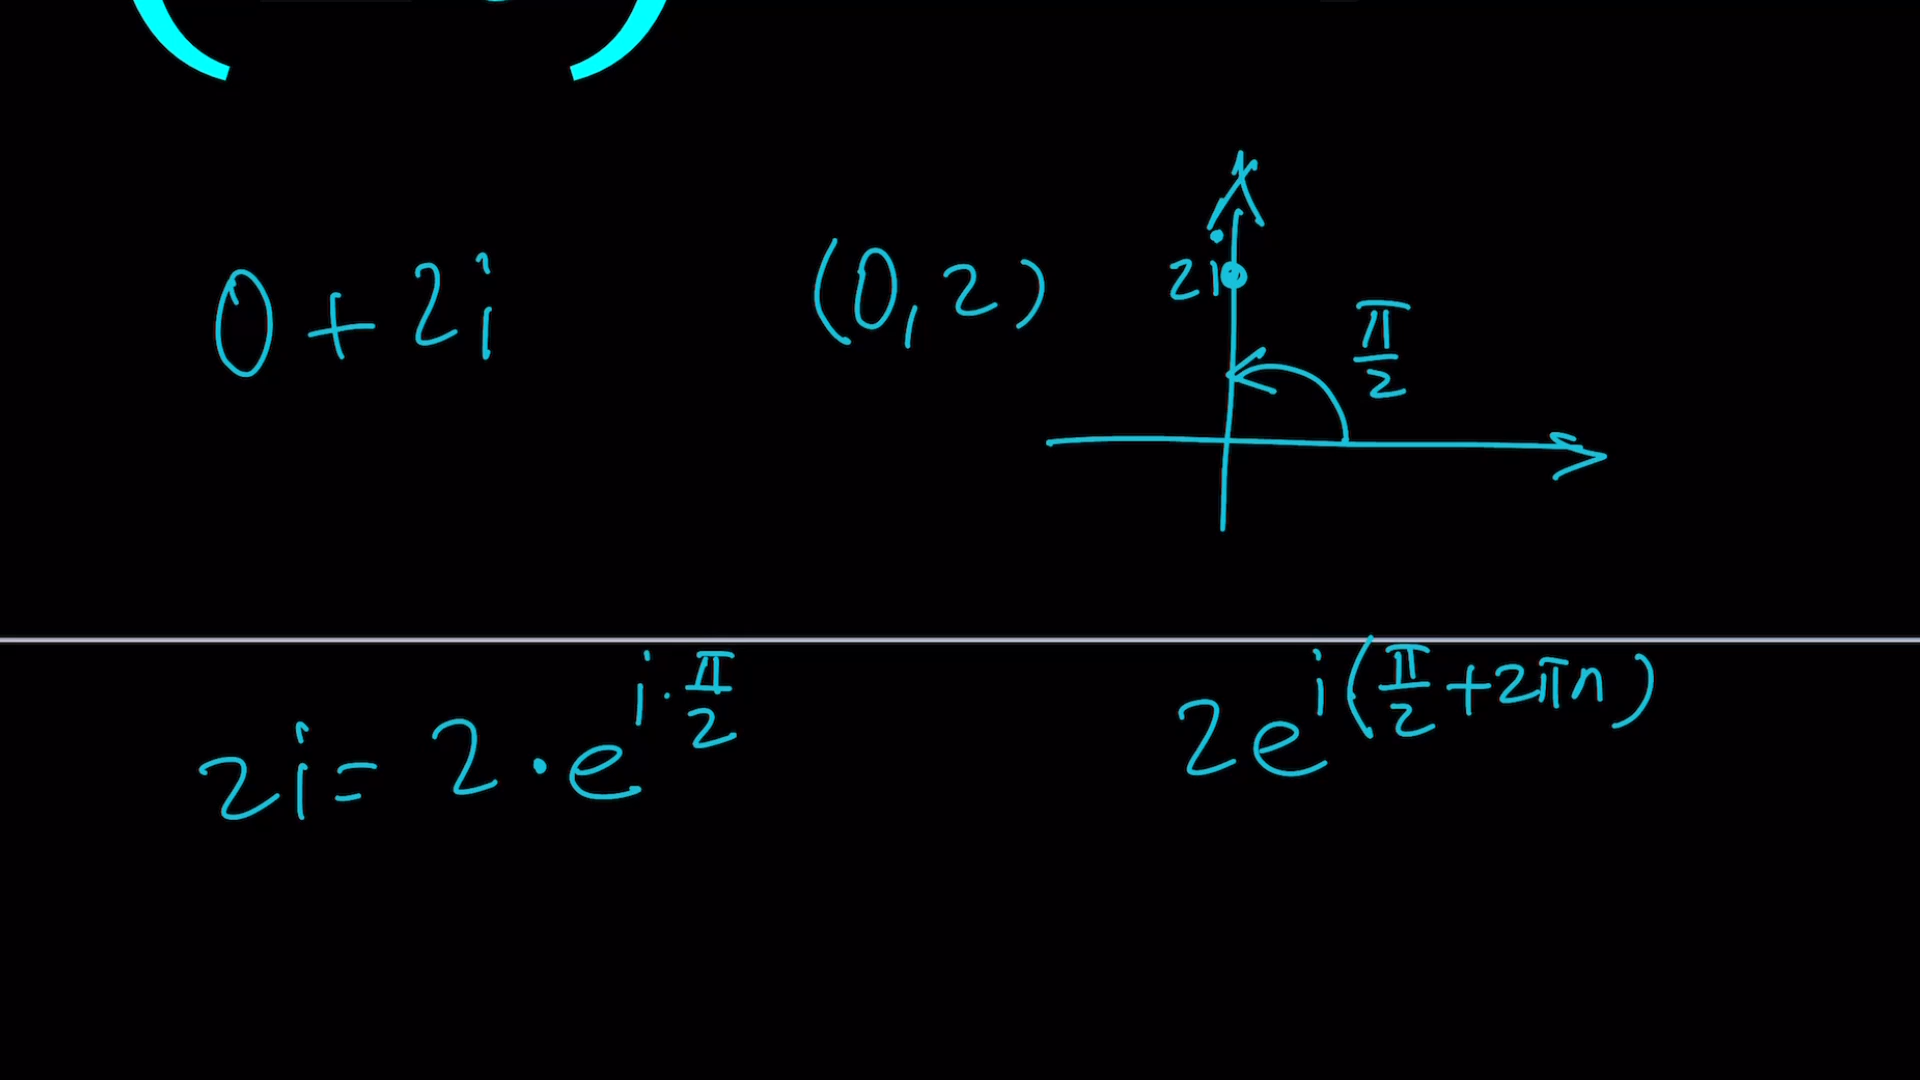 ( )
0 + 2i (0, 2) 2i π/2
2i = 2 · e^{i · π/2} 2e^{i(π/2 + 2πn)}